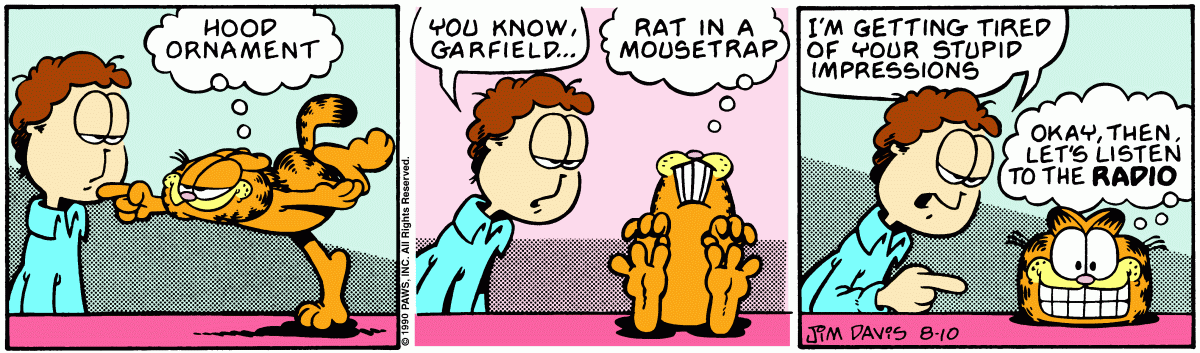 HOOD
ORNAMENT
© 1990 PAWS, INC. All Rights Reserved.
YOU KNOW,
GARFIELD...
RAT IN A
MOUSETRAP
I'M GETTING TIRED
OF YOUR STUPID
IMPRESSIONS
OKAY, THEN,
LET'S LISTEN
TO THE RADIO
JIM DAVIS 8-10